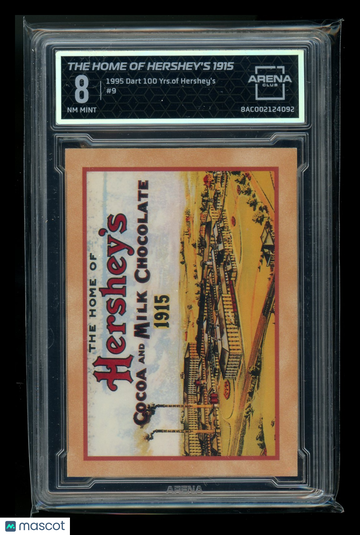 THE HOME OF HERSHEY'S 1915
8
NM MINT
1995 Dart 100 Yrs.of Hershey's
#9
ARENA
CLUB
8AC002124092
THE HOME OF
Hershey's
COCOA AND MILK CHOCOLATE
1915
ARENA
mascot